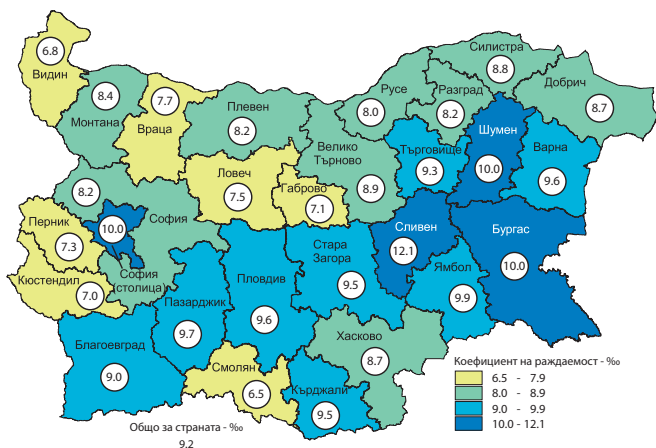 6.8
Видин
8.4
Монтана
7.7
Враца
Плевен
8.2
Русе
8.0
Силистра
8.8
Разград
8.2
Добрич
8.7
Шумен
10.0
Варна
9.6
Търговище
9.3
Велико
Търново
8.9
Ловеч
7.5
Габрово
7.1
8.2
София
10.0
София
(столица)
Перник
7.3
Кюстендил
7.0
Сливен
12.1
Бургас
10.0
Стара
Загора
9.5
Ямбол
9.9
Пловдив
9.6
Пазарджик
9.7
Благоевград
9.0
Хасково
8.7
Смолян
6.5
Кърджали
9.5
Общо за страната - ‰
9.2
Коефициент на раждаемост - ‰
6.5 - 7.9
8.0 - 8.9
9.0 - 9.9
10.0 - 12.1